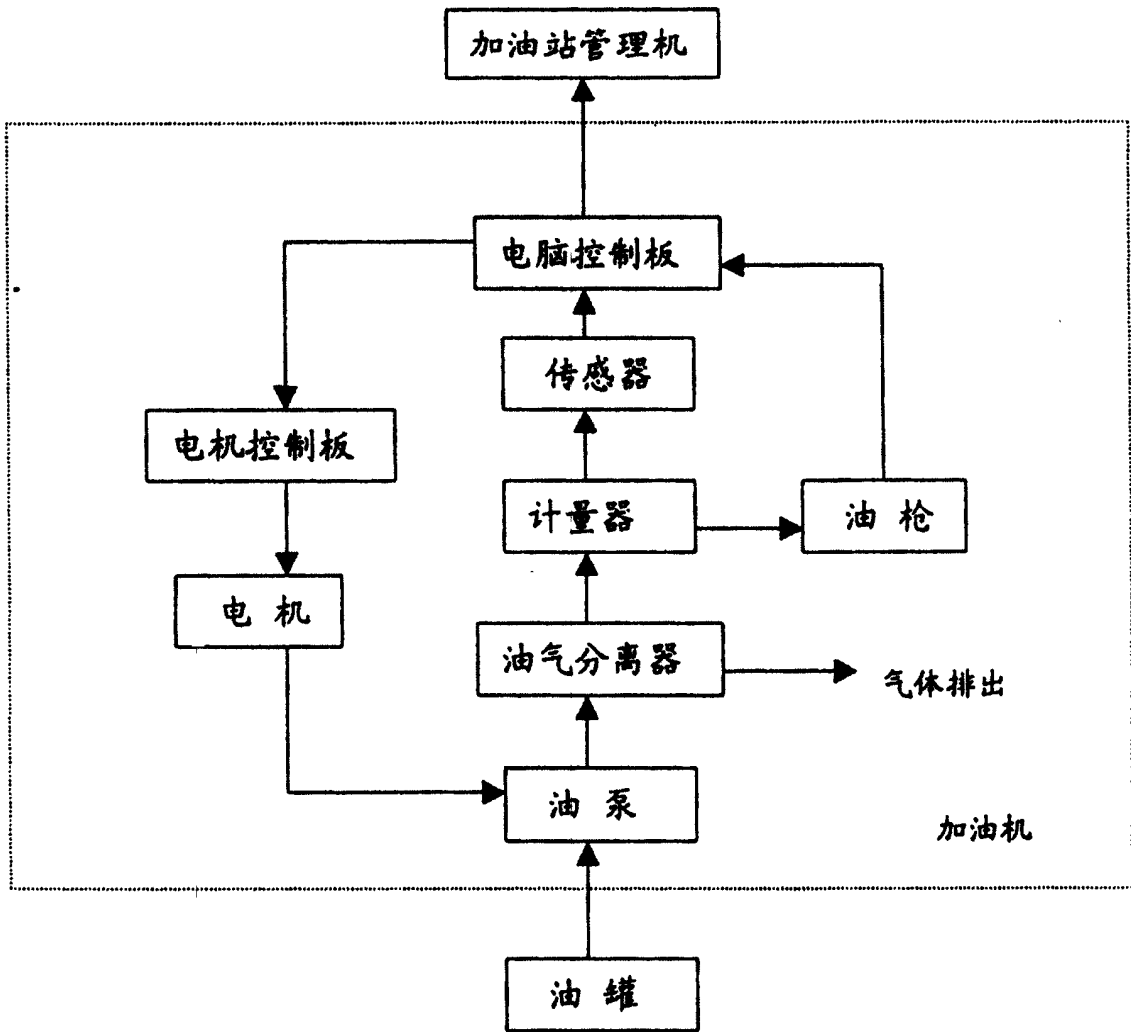 加油站管理机
电脑控制板
传感器
电机控制板
计量器
油枪
电机
油气分离器
气体排出
油泵
加油机
油罐